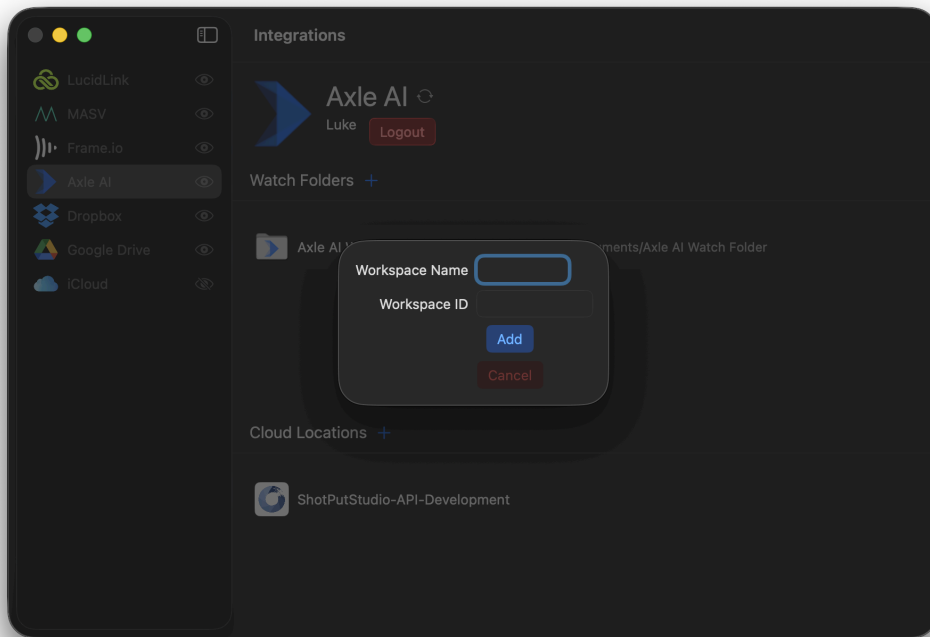 Integrations
LucidLink
MASV
Frame.io
Axle AI
Dropbox
Google Drive
iCloud
Axle AI
Luke
Logout
Watch Folders +
Axle AI
ments/Axle AI Watch Folder
Workspace Name
Workspace ID
Add
Cancel
Cloud Locations +
ShotPutStudio-API-Development